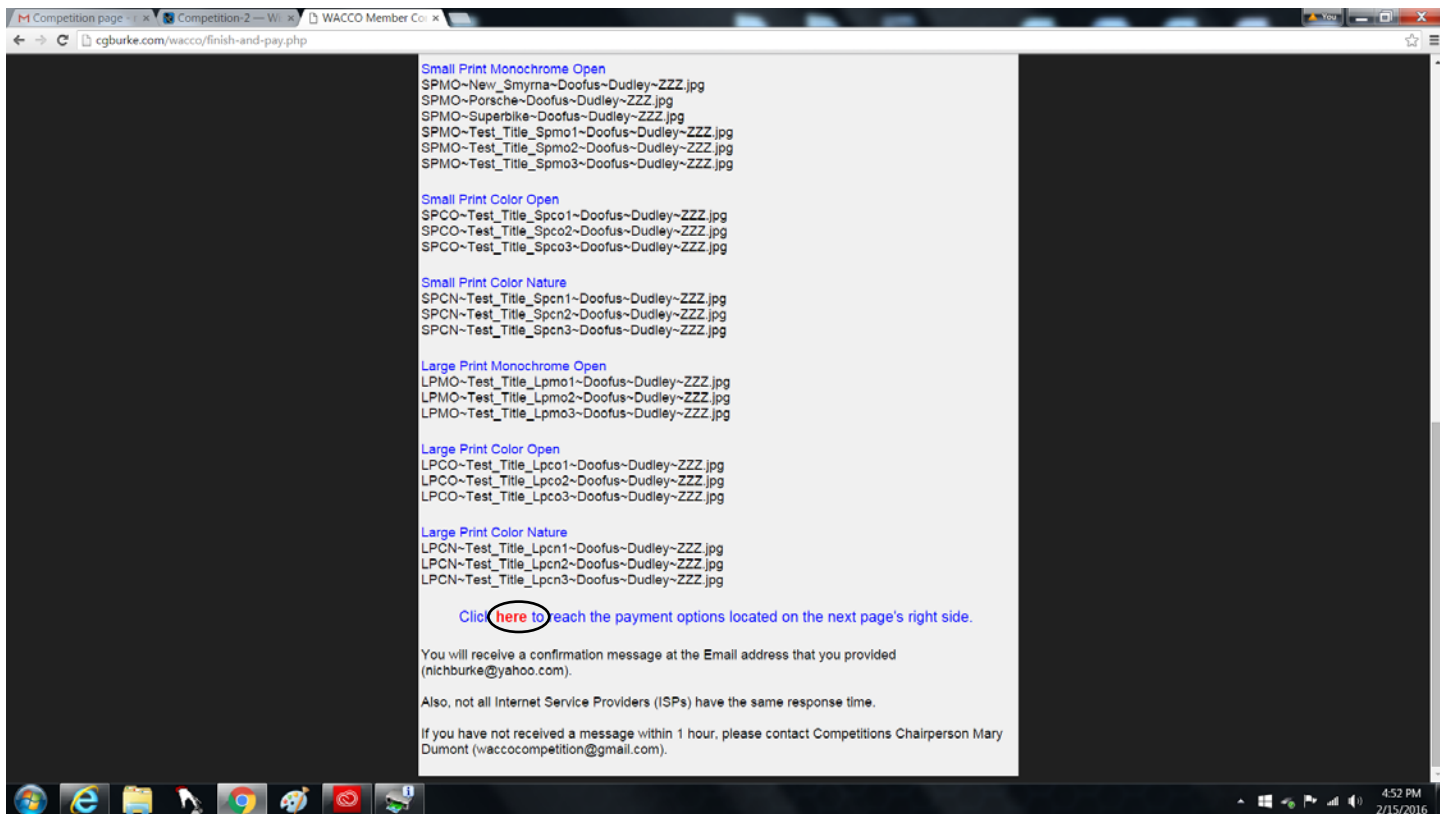 Competition page - 
Competition-2 — Wi
WACCO Member Co
You
cgburke.com/wacco/finish-and-pay.php
Small Print Monochrome Open
SPMO~New_Smyrna~Doofus~Dudley~ZZZ.jpg
SPMO~Porsche~Doofus~Dudley~ZZZ.jpg
SPMO~Superbike~Doofus~Dudley~ZZZ.jpg
SPMO~Test_Title_Spmo1~Doofus~Dudley~ZZZ.jpg
SPMO~Test_Title_Spmo2~Doofus~Dudley~ZZZ.jpg
SPMO~Test_Title_Spmo3~Doofus~Dudley~ZZZ.jpg
Small Print Color Open
SPCO~Test_Title_Spco1~Doofus~Dudley~ZZZ.jpg
SPCO~Test_Title_Spco2~Doofus~Dudley~ZZZ.jpg
SPCO~Test_Title_Spco3~Doofus~Dudley~ZZZ.jpg
Small Print Color Nature
SPCN~Test_Title_Spcn1~Doofus~Dudley~ZZZ.jpg
SPCN~Test_Title_Spcn2~Doofus~Dudley~ZZZ.jpg
SPCN~Test_Title_Spcn3~Doofus~Dudley~ZZZ.jpg
Large Print Monochrome Open
LPMO~Test_Title_Lpmo1~Doofus~Dudley~ZZZ.jpg
LPMO~Test_Title_Lpmo2~Doofus~Dudley~ZZZ.jpg
LPMO~Test_Title_Lpmo3~Doofus~Dudley~ZZZ.jpg
Large Print Color Open
LPCO~Test_Title_Lpco1~Doofus~Dudley~ZZZ.jpg
LPCO~Test_Title_Lpco2~Doofus~Dudley~ZZZ.jpg
LPCO~Test_Title_Lpco3~Doofus~Dudley~ZZZ.jpg
Large Print Color Nature
LPCN~Test_Title_Lpcn1~Doofus~Dudley~ZZZ.jpg
LPCN~Test_Title_Lpcn2~Doofus~Dudley~ZZZ.jpg
LPCN~Test_Title_Lpcn3~Doofus~Dudley~ZZZ.jpg
Click here to reach the payment options located on the next page's right side.
You will receive a confirmation message at the Email address that you provided
(nichburke@yahoo.com).
Also, not all Internet Service Providers (ISPs) have the same response time.
If you have not received a message within 1 hour, please contact Competitions Chairperson Mary
Dumont (waccocompetition@gmail.com).
4:52 PM
2/15/2016